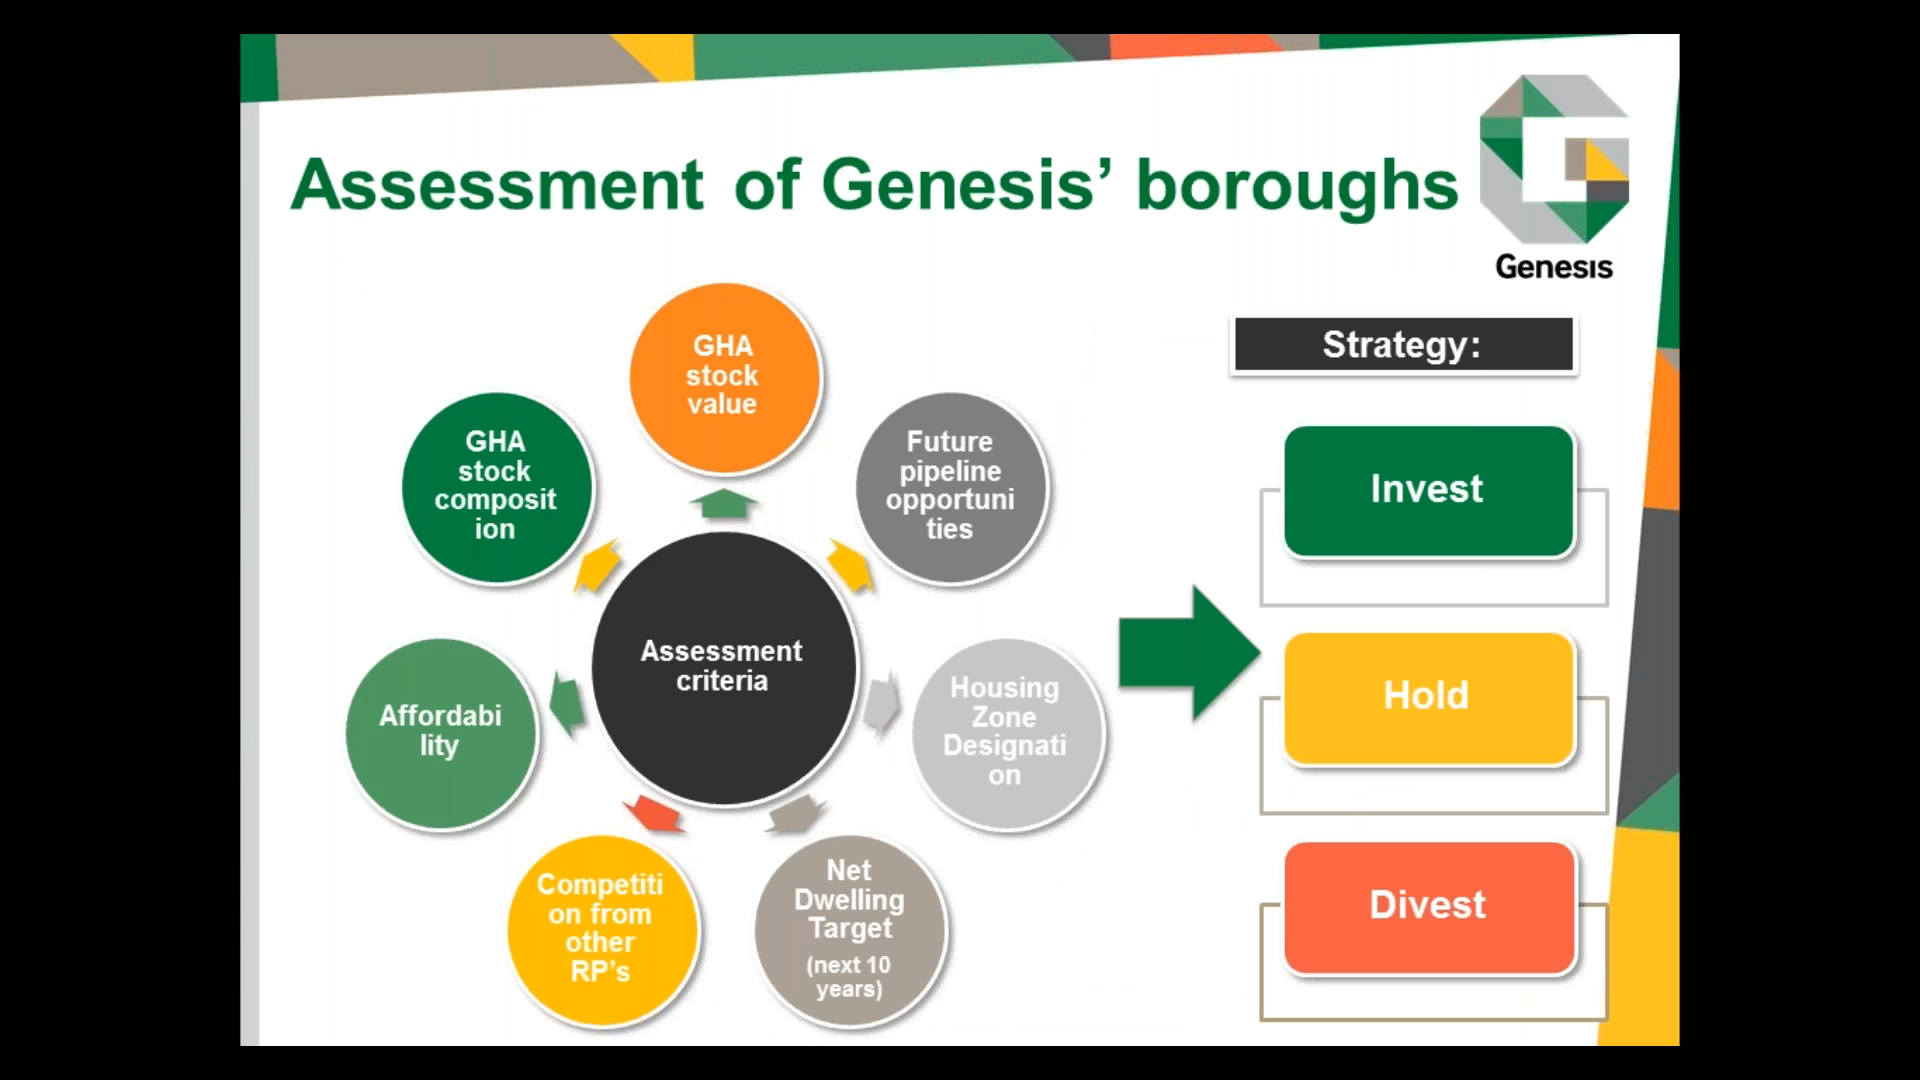 Assessment of Genesis’ boroughs
Genesis
GHA
stock
value
Future
pipeline
opportuni
ties
Housing
Zone
Designati
on
Net
Dwelling
Target
(next 10
years)
Competiti
on from
other
RP’s
Affordabi
lity
GHA
stock
composit
ion
Assessment
criteria
Strategy:
Invest
Hold
Divest